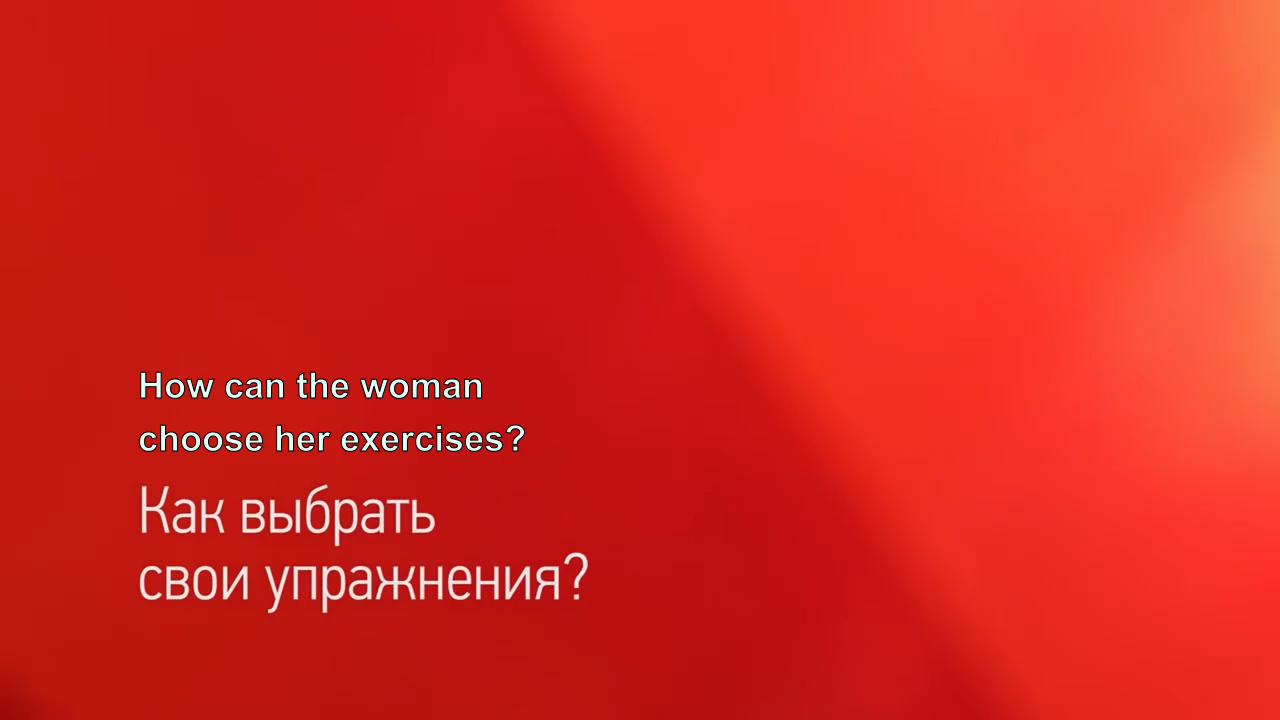 How can the woman
choose her exercises?
Как выбрать
свои упражнения?